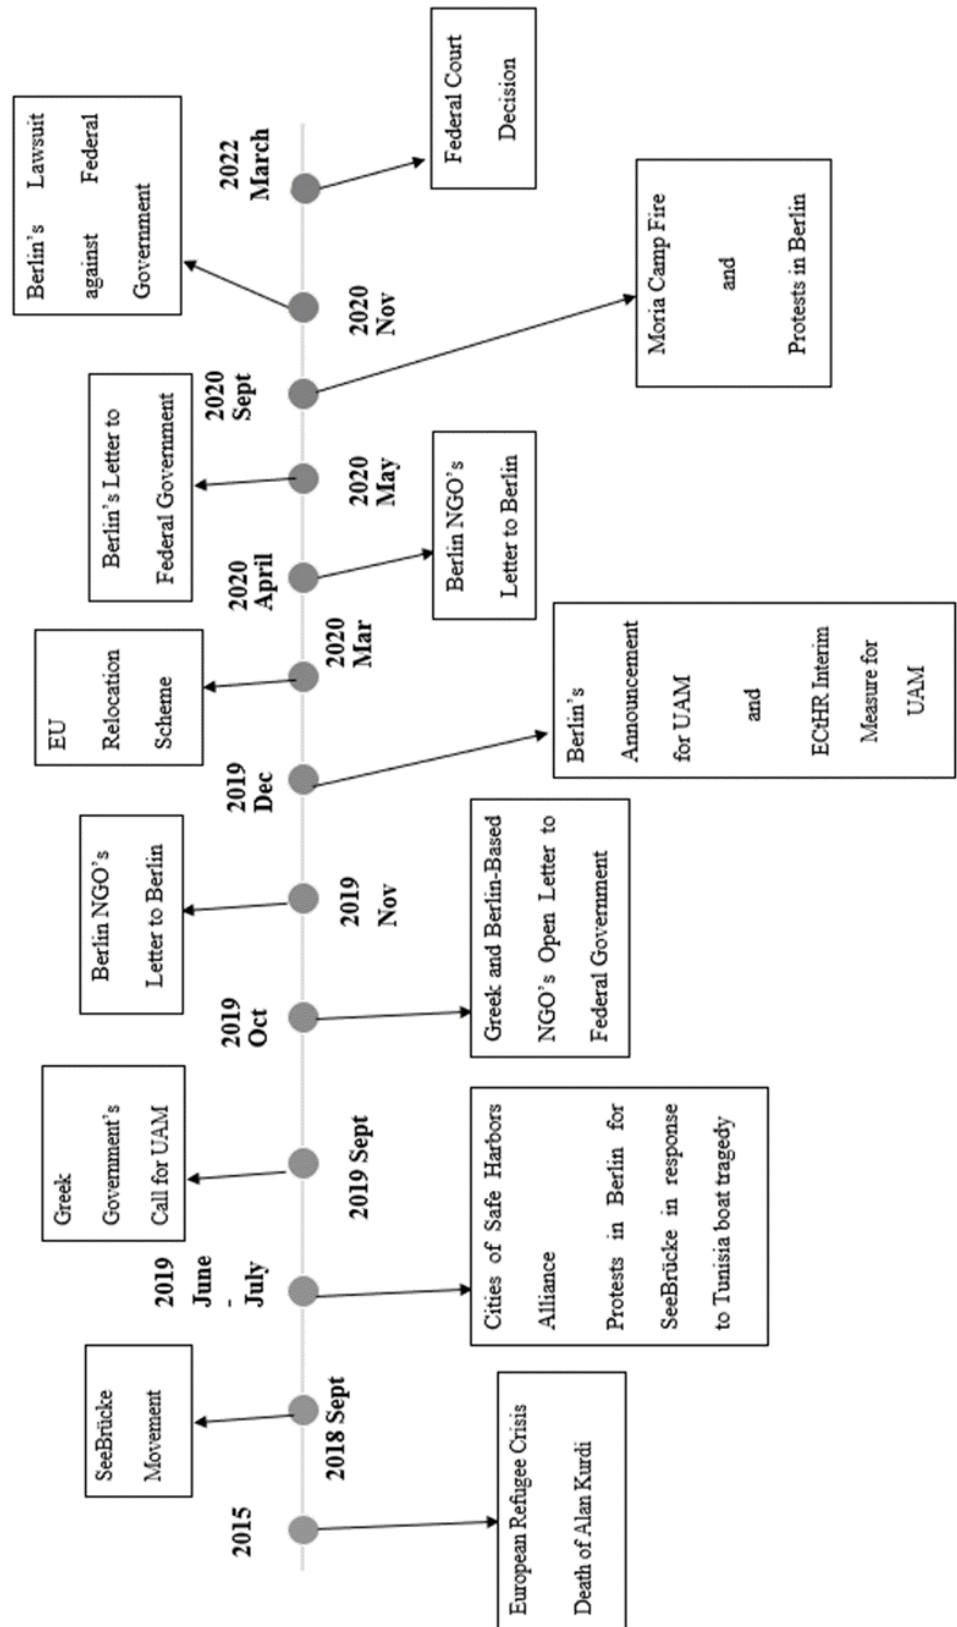 2015
European Refugee Crisis
Death of Alan Kurdi
2018 Sept
SeeBrücke
Movement
2019
June
-
July
Cities of Safe Harbors
Alliance
Protests in Berlin for
SeeBrücke in response
to Tunisia boat tragedy
2019 Sept
Greek
Government's
Call for UAM
2019
Oct
Greek and Berlin-Based
NGO's Open Letter to
Federal Government
2019
Nov
Berlin NGO's
Letter to Berlin
2019
Dec
Berlin's
Announcement
for UAM
and
ECtHR Interim
Measure for
UAM
2020
Mar
EU
Relocation
Scheme
2020
April
Berlin NGO's
Letter to Berlin
2020
May
Berlin's Letter to
Federal Government
2020
Sept
Moria Camp Fire
and
Protests in Berlin
2020
Nov
Berlin's Lawsuit
against Federal
Government
2022
March
Federal Court
Decision